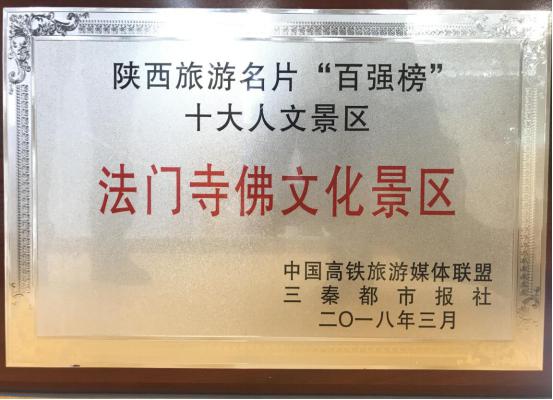 陕西旅游名片“百强榜”
十大人文景区
法门寺佛文化景区
中国高铁旅游媒体联盟
三秦都市报社
二〇一八年三月